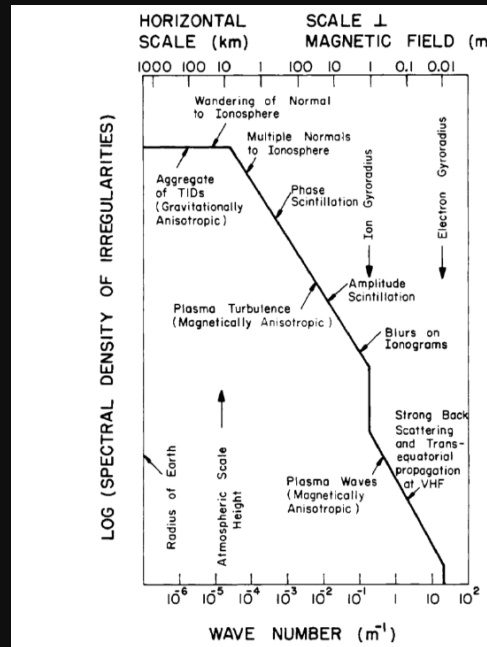 HORIZONTAL
SCALE (km)
SCALE ⊥
MAGNETIC FIELD (m
1000 100 10 1 100 10 1 0.1 0.01
LOG (SPECTRAL DENSITY OF IRREGULARITIES)
Wandering of Normal
to Ionosphere
Multiple Normals
to Ionosphere
Aggregate
of TIDs
(Gravitationally
Anisotropic)
Phase
Scintillation
Ion Gyroradius
Electron Gyroradius
Plasma Turbulence
(Magnetically Anisotropic)
Amplitude
Scintillation
Blurs on
Ionograms
Radius of Earth
Atmospheric Scale
Height
Strong Back
Scattering
and Trans-
equatorial
propagation
at VHF
Plasma Waves
(Magnetically
Anisotropic)
10⁻⁶ 10⁻⁵ 10⁻⁴ 10⁻³ 10⁻² 10⁻¹ 1 10 10²
WAVE NUMBER (m⁻¹)